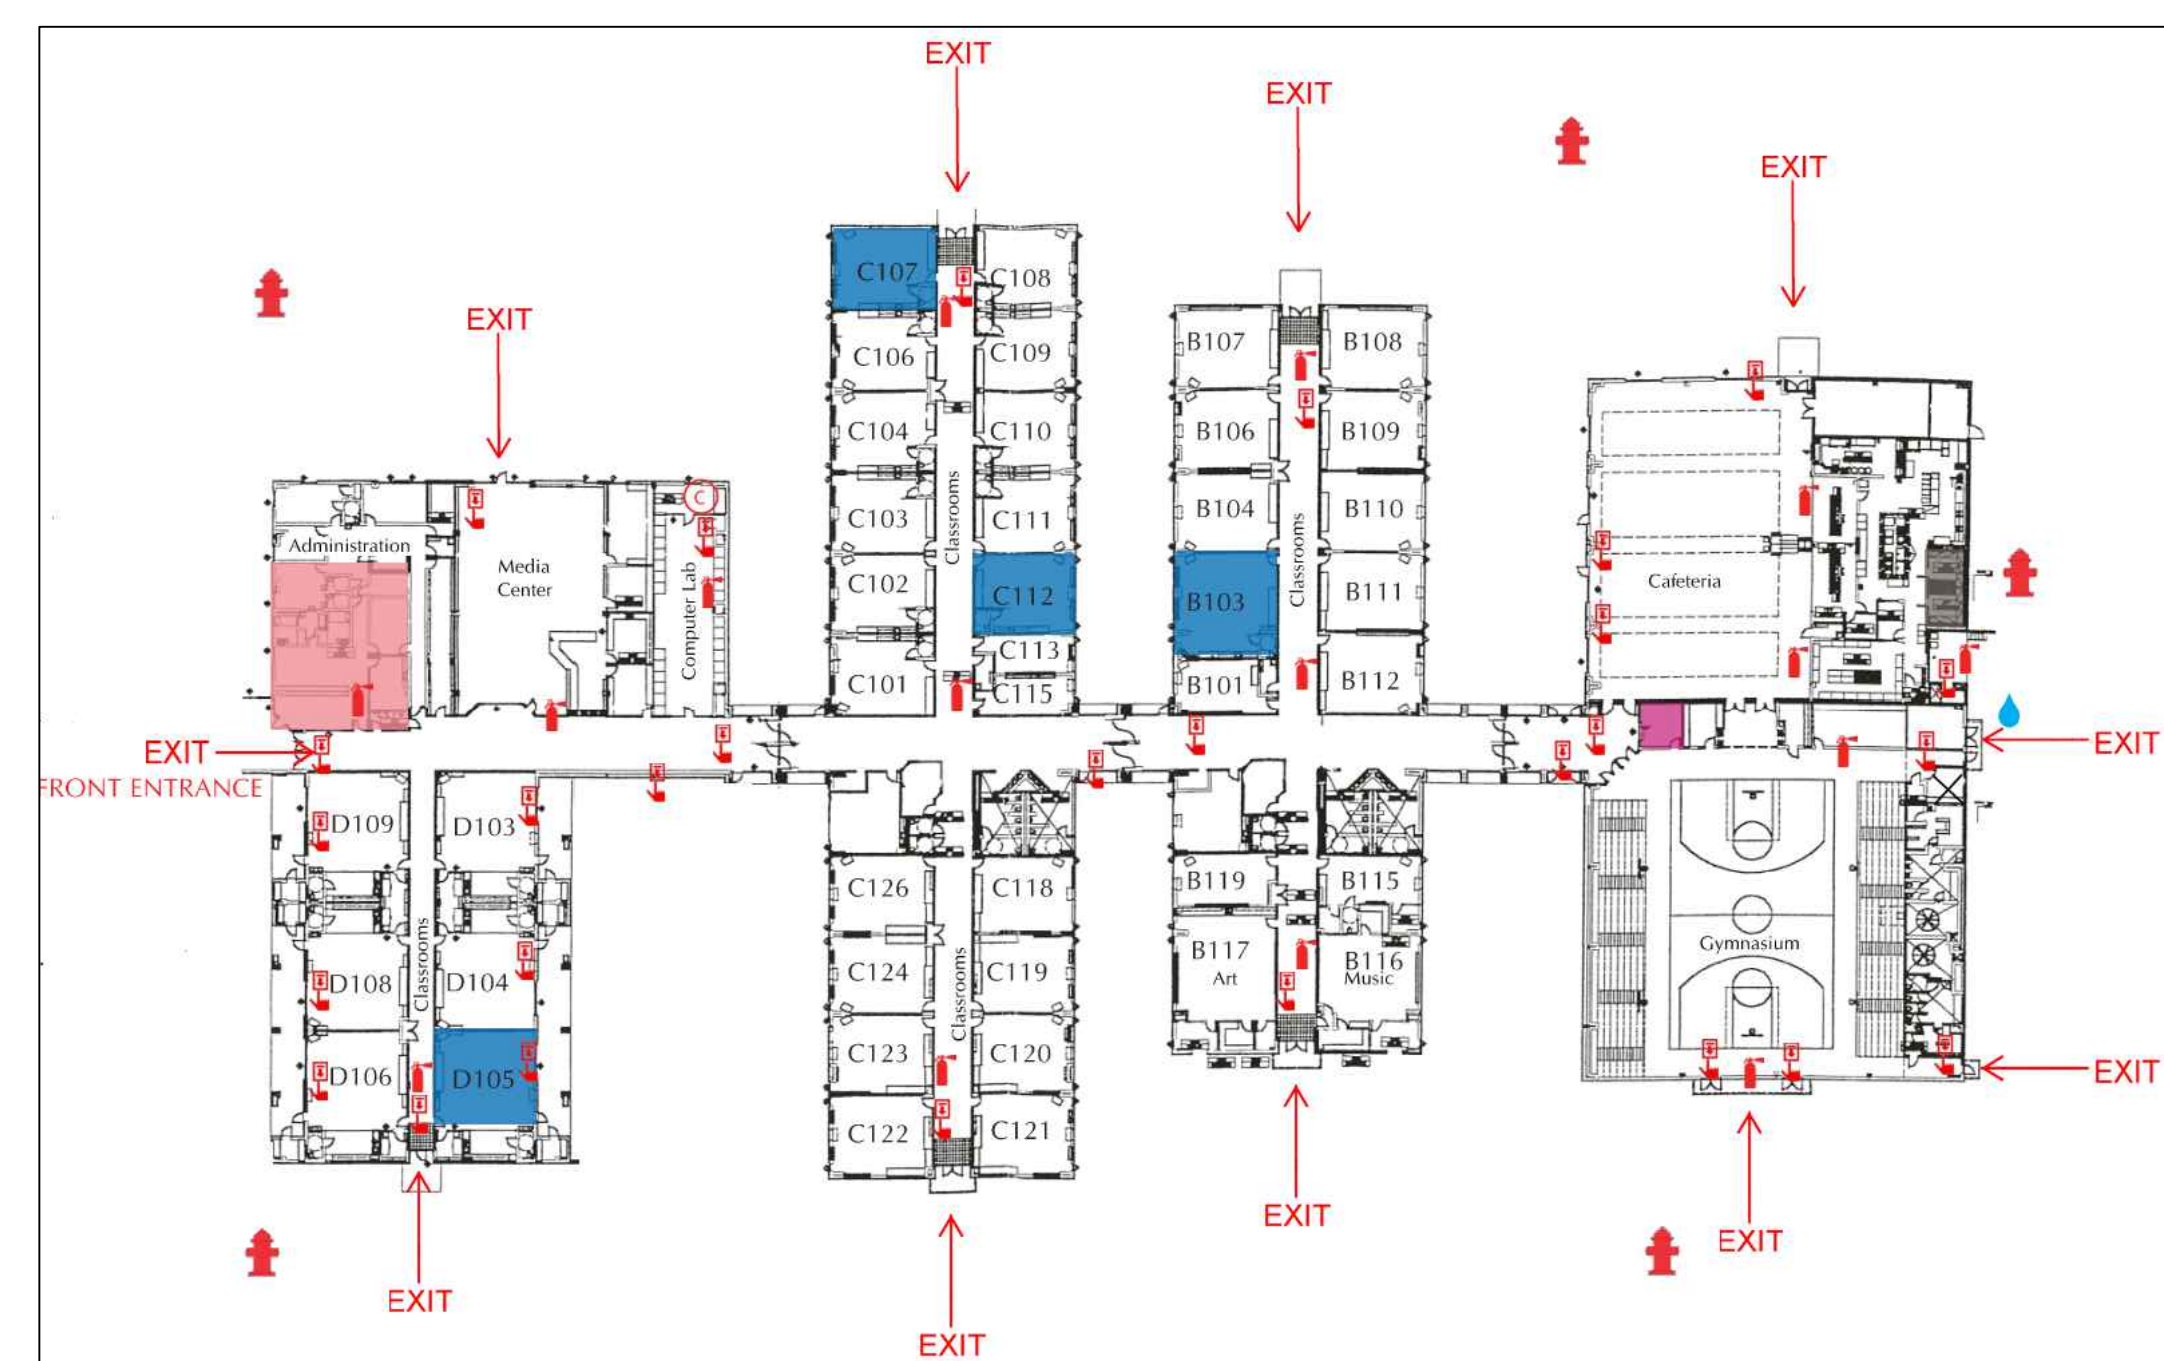 EXIT
EXIT
EXIT
EXIT
C107
C108
C106
C109
C104
C110
C103
C111
C102
C112
C113
C101
C115
Classrooms
B107
B108
B106
B109
B104
B110
B103
B111
B101
B112
Classrooms
EXIT
Administration
Media
Center
Computer Lab
C
Cafeteria
EXIT
FRONT ENTRANCE
EXIT
D109
D103
D108
D104
D106
D105
Classrooms
C126
C118
C124
C119
C123
C120
C122
C121
Classrooms
B119
B115
B117
Art
B116
Music
Gymnasium
EXIT
EXIT
EXIT
EXIT
EXIT